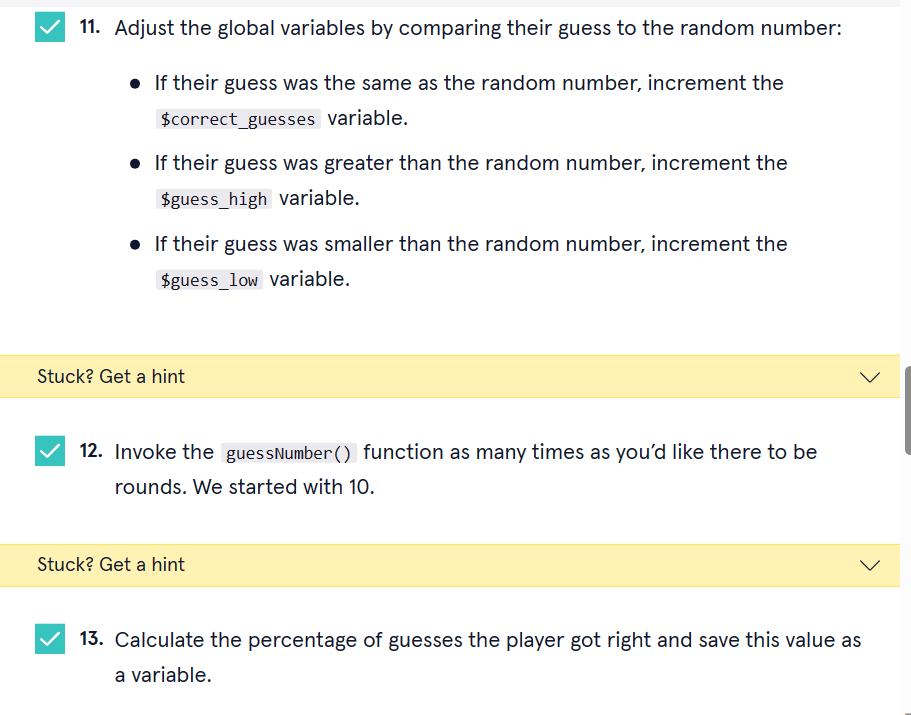 11. Adjust the global variables by comparing their guess to the random number:
If their guess was the same as the random number, increment the
$correct_guesses variable.
If their guess was greater than the random number, increment the
$guess_high variable.
If their guess was smaller than the random number, increment the
$guess_low variable.
Stuck? Get a hint
12. Invoke the guessNumber() function as many times as you’d like there to be
rounds. We started with 10.
Stuck? Get a hint
13. Calculate the percentage of guesses the player got right and save this value as
a variable.